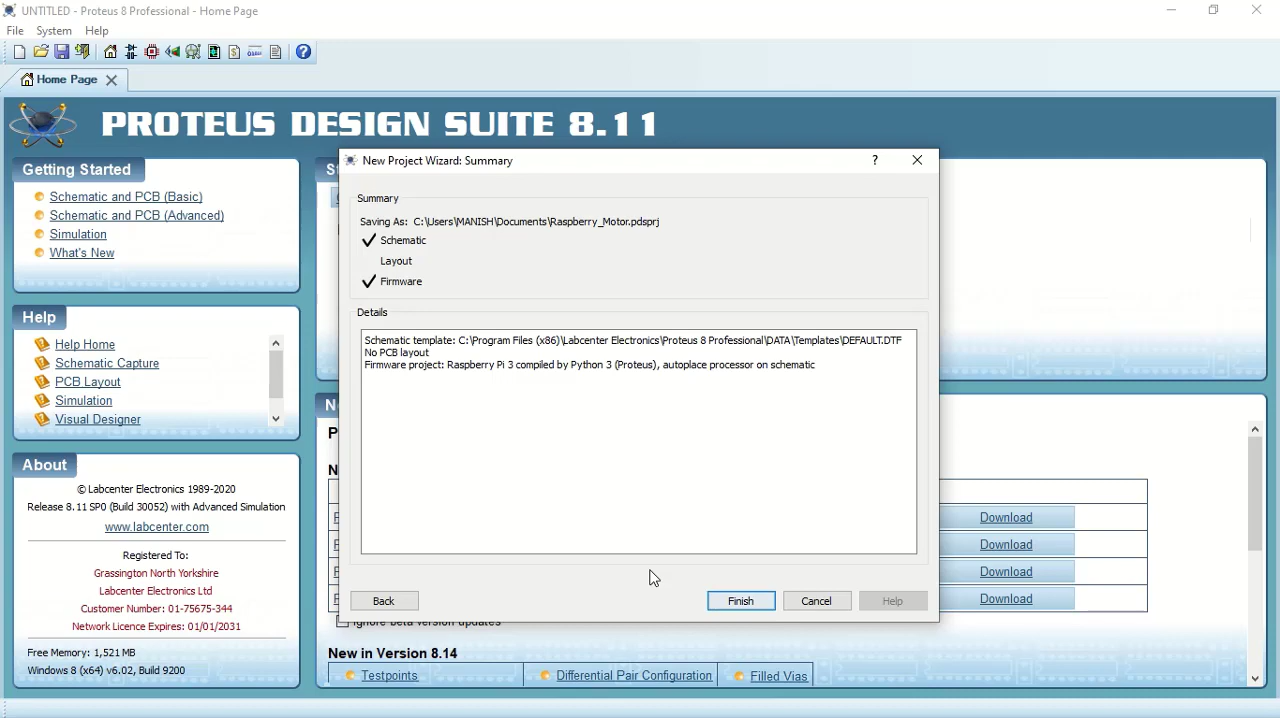 UNTITLED - Proteus 8 Professional - Home Page
File System Help
Home Page
PROTEUS DESIGN SUITE 8.11
Getting Started
Schematic and PCB (Basic)
Schematic and PCB (Advanced)
Simulation
What's New
Help
Help Home
Schematic Capture
PCB Layout
Simulation
Visual Designer
About
© Labcenter Electronics 1989-2020
Release 8.11 SP0 (Build 30052) with Advanced Simulation
www.labcenter.com
Registered To:
Grassington North Yorkshire
Labcenter Electronics Ltd
Customer Number: 01-75675-344
Network Licence Expires: 01/01/2031
Free Memory: 1,521 MB
Windows 8 (x64) v6.02, Build 9200
New Project Wizard: Summary
?
Summary
Saving As: C:\Users\MANISH\Documents\Raspberry_Motor.pdsprj
Schematic
Layout
Firmware
Details
Schematic template: C:\Program Files (x86)\Labcenter Electronics\Proteus 8 Professional\DATA\Templates\DEFAULT.DTF
No PCB layout
Firmware project: Raspberry Pi 3 compiled by Python 3 (Proteus), autoplace processor on schematic
Back Finish Cancel Help
Download
Download
Download
Download
Ignore beta version updates
New in Version 8.14
Testpoints Differential Pair Configuration Filled Vias